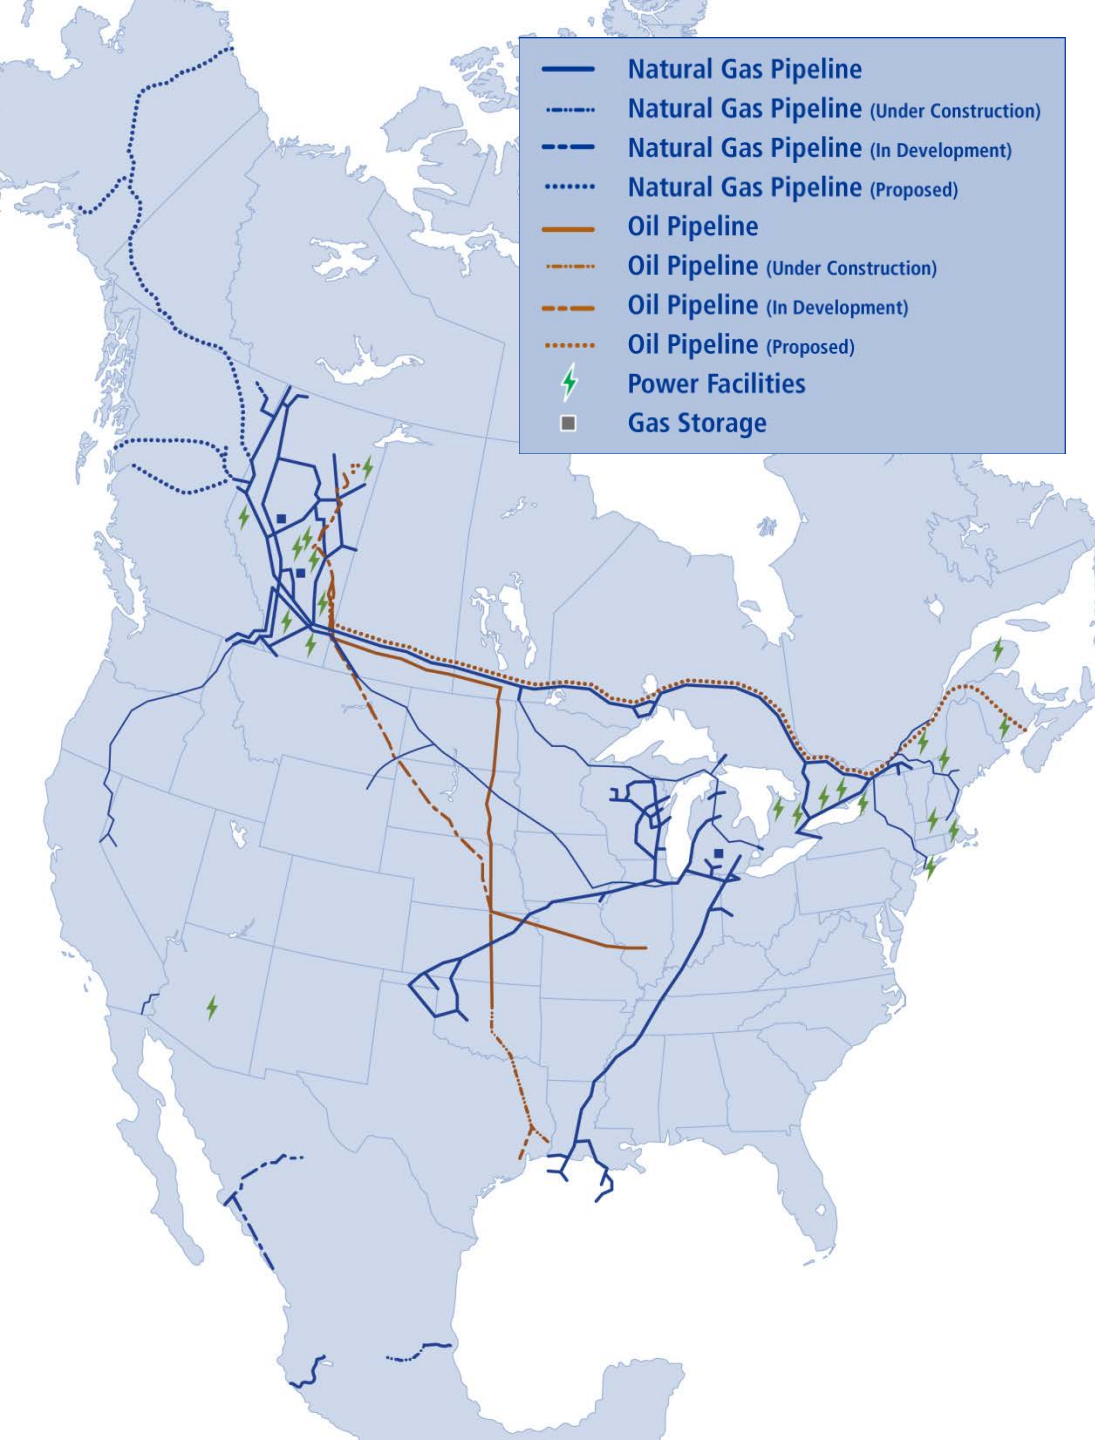 Natural Gas Pipeline
Natural Gas Pipeline (Under Construction)
Natural Gas Pipeline (In Development)
Natural Gas Pipeline (Proposed)
Oil Pipeline
Oil Pipeline (Under Construction)
Oil Pipeline (In Development)
Oil Pipeline (Proposed)
Power Facilities
Gas Storage